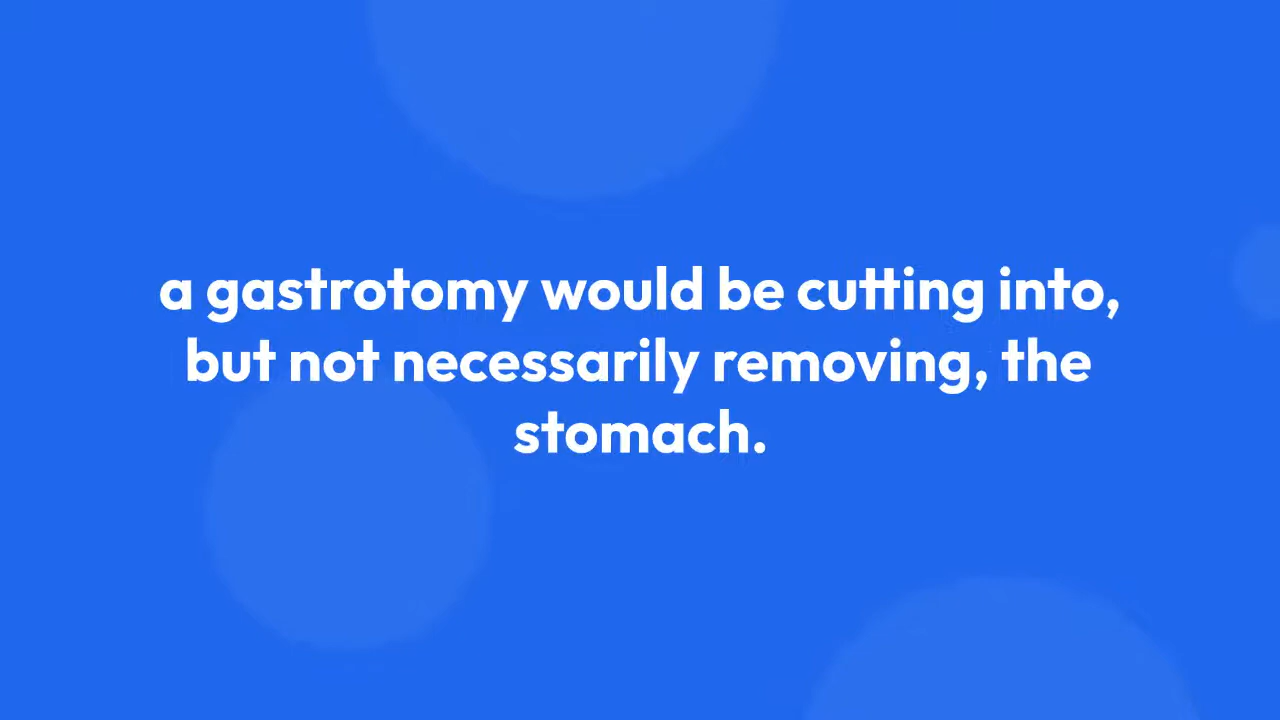 a gastrotomy would be cutting into,
but not necessarily removing, the
stomach.